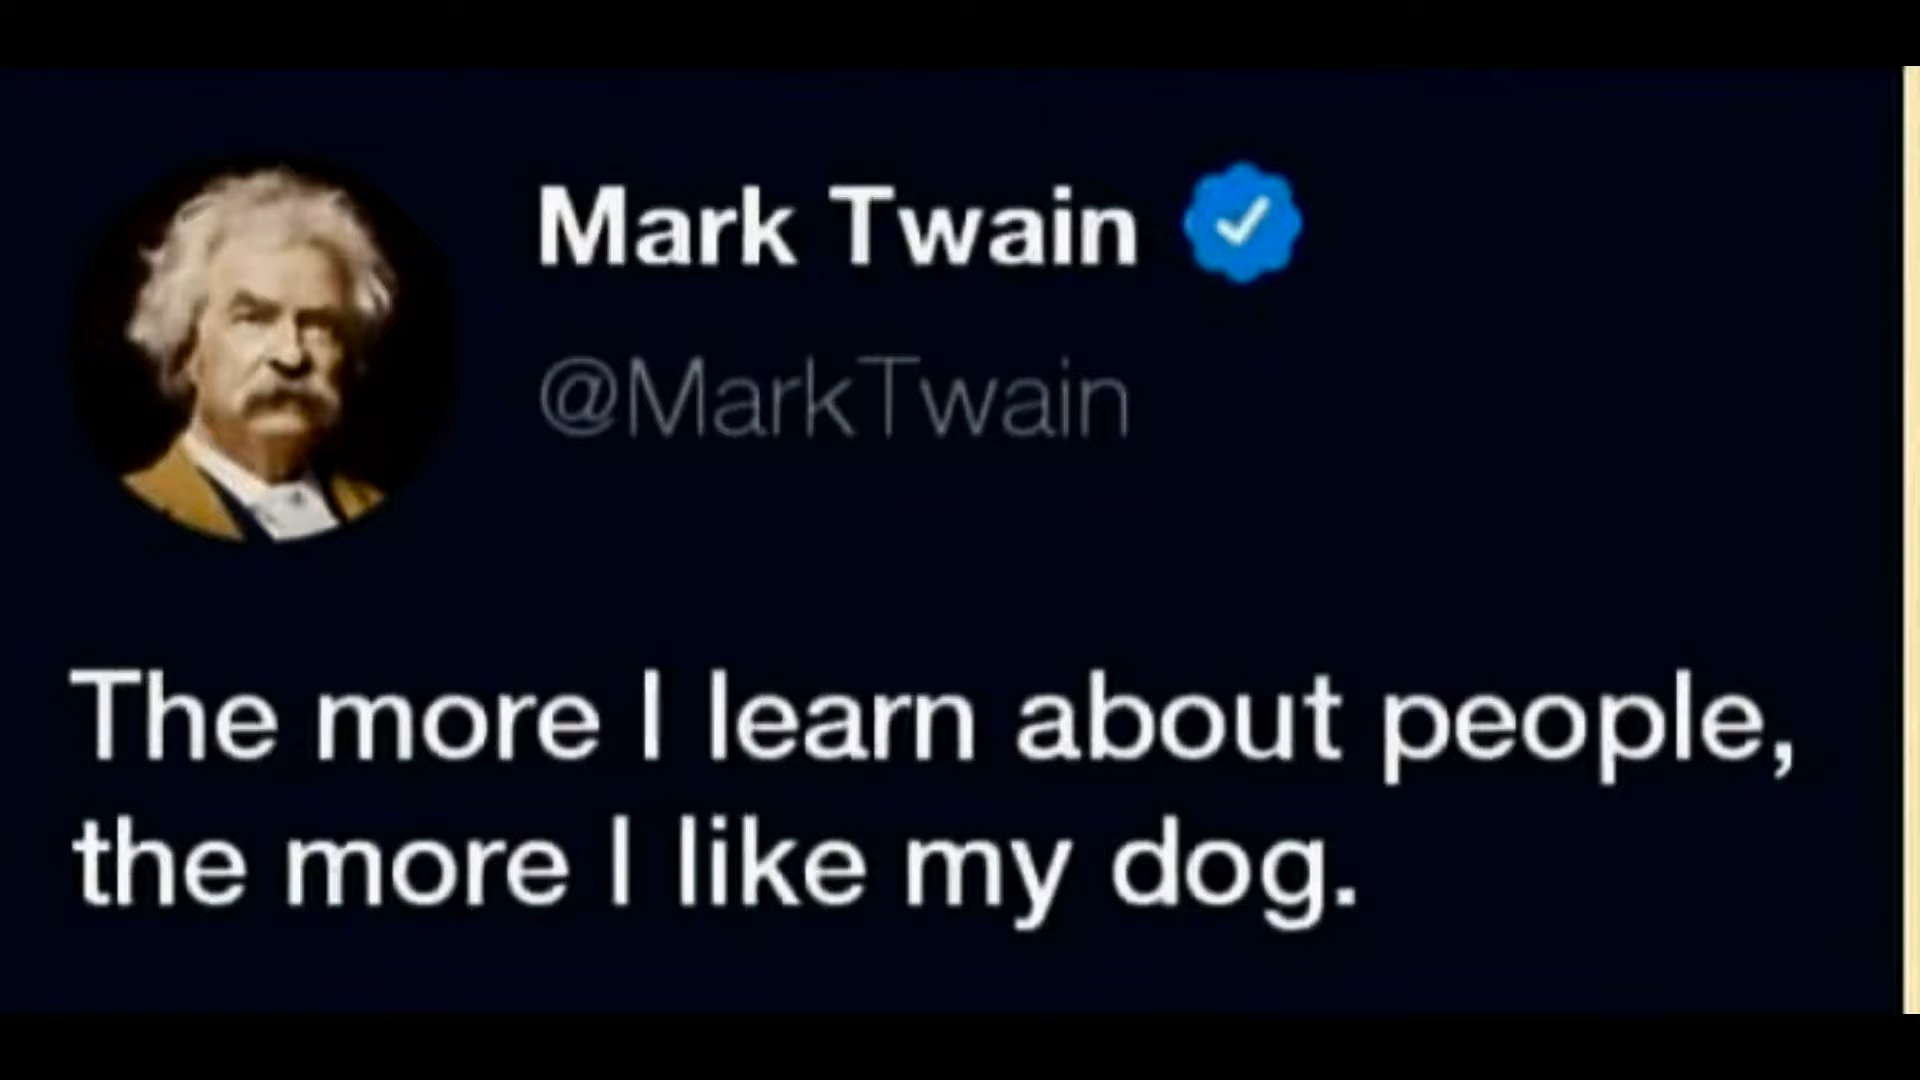 Mark Twain
@MarkTwain
The more I learn about people,
the more I like my dog.